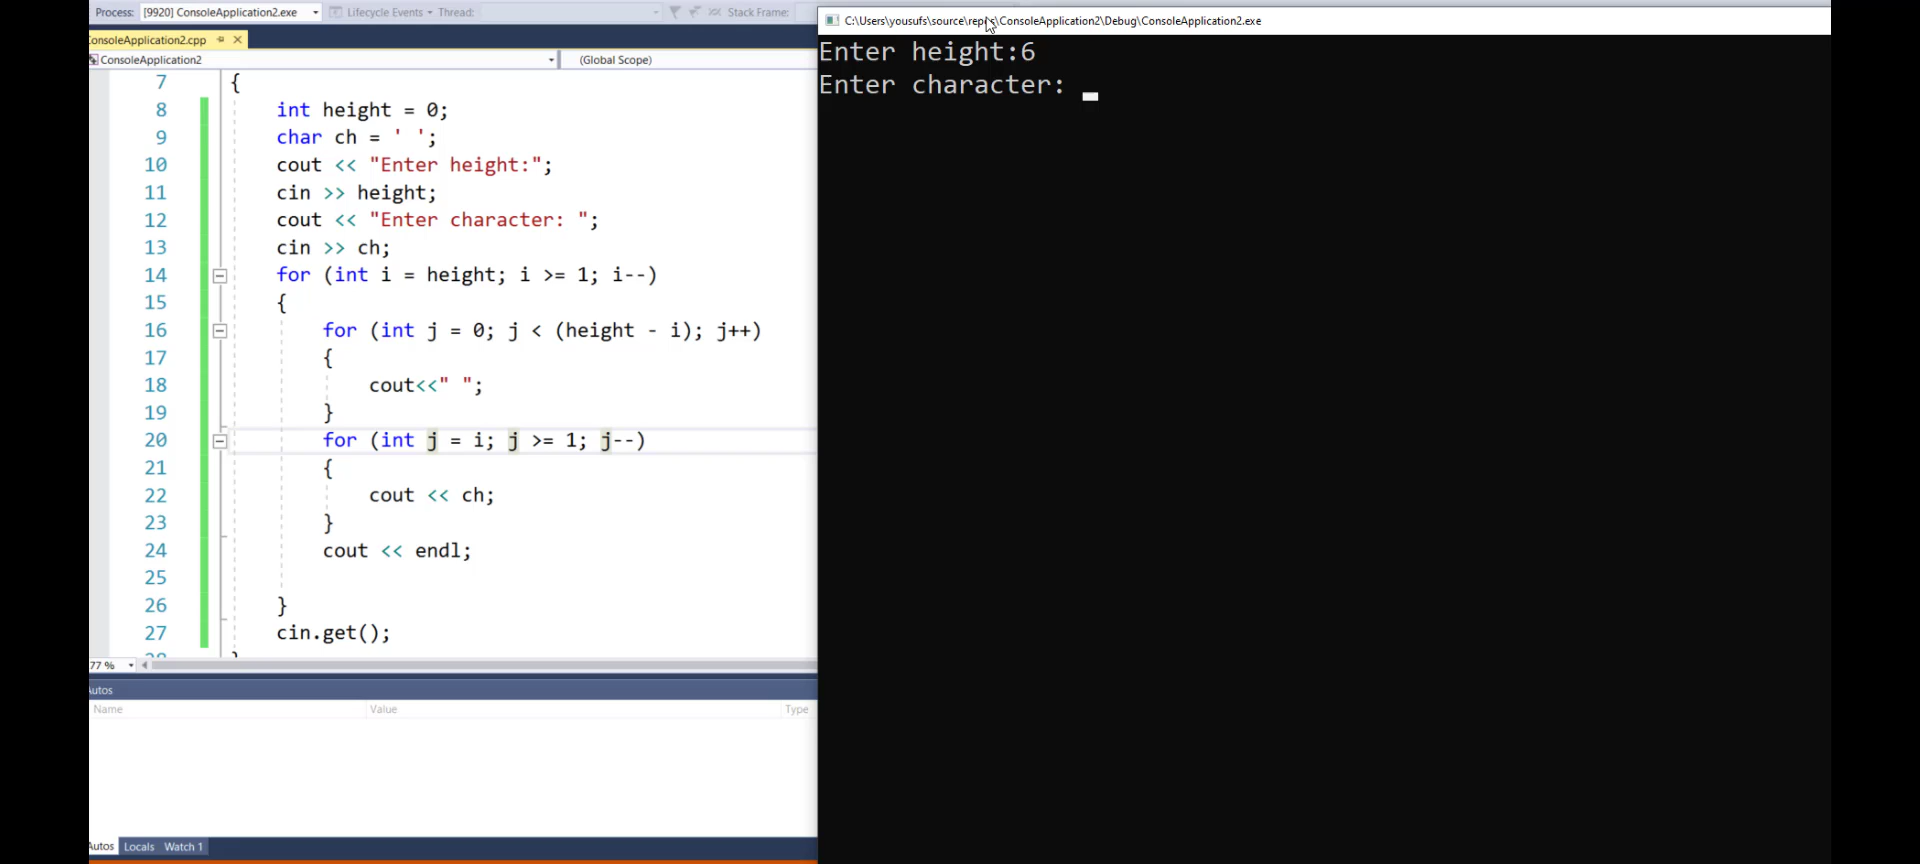 Process: [9920] ConsoleApplication2.exe Lifecycle Events Thread: Stack Frame:
ConsoleApplication2.cpp
ConsoleApplication2 (Global Scope)
7 {
8 int height = 0;
9 char ch = ' ';
10 cout << "Enter height:";
11 cin >> height;
12 cout << "Enter character: ";
13 cin >> ch;
14 for (int i = height; i >= 1; i--)
15 {
16 for (int j = 0; j < (height - i); j++)
17 {
18 cout<<" ";
19 }
20 for (int j = i; j >= 1; j--)
21 {
22 cout << ch;
23 }
24 cout << endl;
25
26 }
27 cin.get();
77 %
Autos
Name Value Type
Autos Locals Watch 1
C:\Users\yousufs\source\repos\ConsoleApplication2\Debug\ConsoleApplication2.exe
Enter height:6
Enter character: